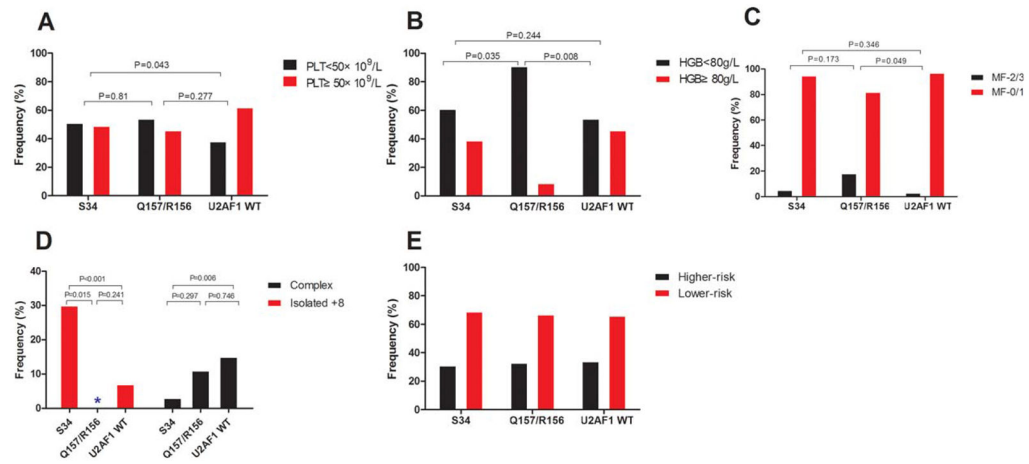 A
PLT<50× 10⁹/L
PLT≥ 50× 10⁹/L
P=0.043
P=0.81
P=0.277
Frequency (%)
100
80
60
40
20
0
S34
Q157/R156
U2AF1 WT
B
P=0.244
P=0.035
P=0.008
HGB<80g/L
HGB≥ 80g/L
Frequency (%)
100
80
60
40
20
0
S34
Q157/R156
U2AF1 WT
C
P=0.346
P=0.173
P=0.049
MF-2/3
MF-0/1
Frequency (%)
100
80
60
40
20
0
S34
Q157/R156
U2AF1 WT
D
P=0.001
P=0.015
P=0.241
P=0.006
P=0.297
P=0.746
Complex
Isolated +8
Frequency (%)
40
30
20
10
0
*
S34
Q157/R156
U2AF1 WT
S34
Q157/R156
U2AF1 WT
E
Higher-risk
Lower-risk
Frequency (%)
100
80
60
40
20
0
S34
Q157/R156
U2AF1 WT